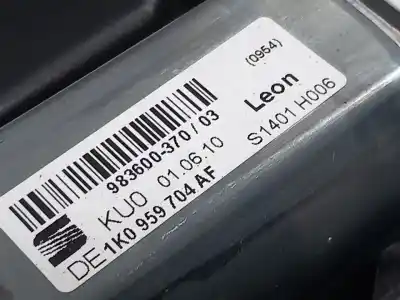 983600-370 / 03
(0954)
KU0 01.06.10
Leon
DE 1K0 959 704 AF
S1401 H006